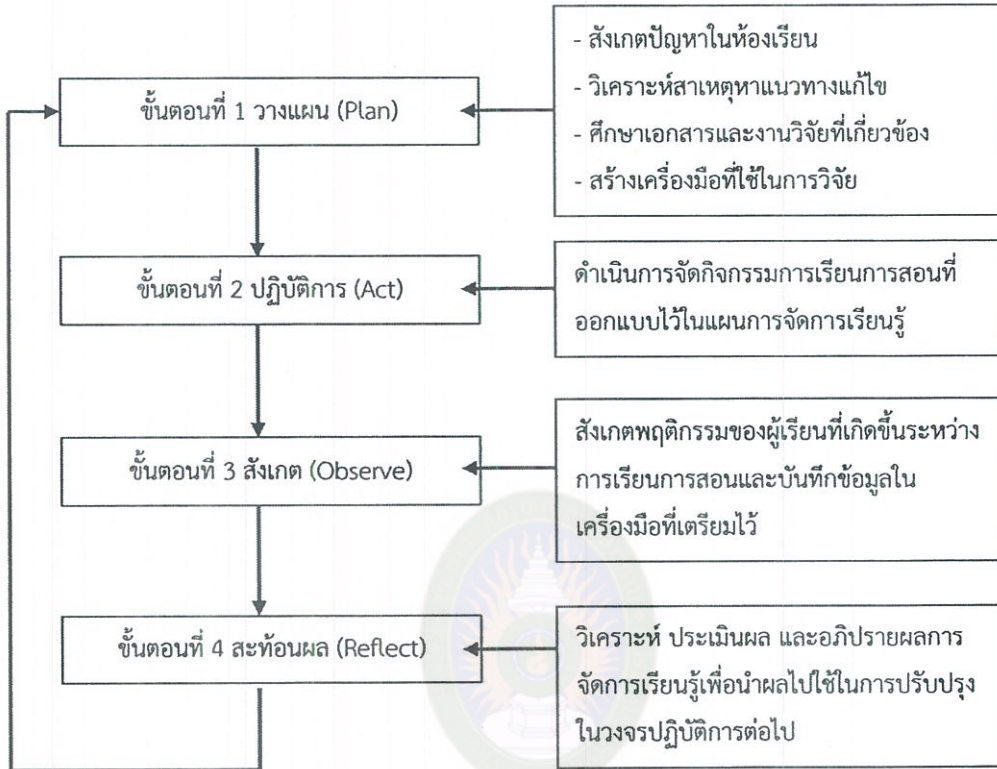 - สังเกตปัญหาในห้องเรียน
- วิเคราะห์สาเหตุหาแนวทางแก้ไข
- ศึกษาเอกสารและงานวิจัยที่เกี่ยวข้อง
- สร้างเครื่องมือที่ใช้ในการวิจัย
ขั้นตอนที่ 1 วางแผน (Plan)
ดำเนินการจัดกิจกรรมการเรียนการสอนที่
ออกแบบไว้ในแผนการจัดการเรียนรู้
ขั้นตอนที่ 2 ปฏิบัติการ (Act)
สังเกตพฤติกรรมของผู้เรียนที่เกิดขึ้นระหว่าง
การเรียนการสอนและบันทึกข้อมูลใน
เครื่องมือที่เตรียมไว้
ขั้นตอนที่ 3 สังเกต (Observe)
วิเคราะห์ ประเมินผล และอภิปรายผลการ
จัดการเรียนรู้เพื่อนำผลไปใช้ในการปรับปรุง
ในวงจรปฏิบัติการต่อไป
ขั้นตอนที่ 4 สะท้อนผล (Reflect)